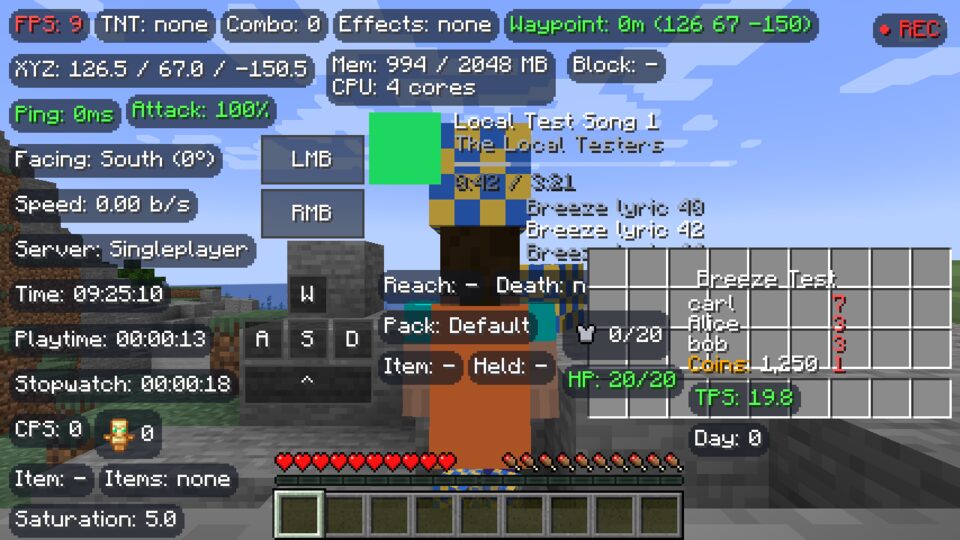 FPS: 9 TNT: none Combo: 0 Effects: none Waypoint: 0m (126 67 -150) REC
XYZ: 126.5 / 67.0 / -150.5 Mem: 994 / 2048 MB Block: -
CPU: 4 cores
Ping: 0ms Attack: 100%
Local Test Song 1
The Local Testers
Facing: South (0°) LMB
0:42 / 3:21
Speed: 0.00 b/s RMB
Breeze lyric 40
Breeze lyric 42
Server: Singleplayer
Breeze lyric
Breeze Test
Time: 09:25:10 W Reach: - Death: n
carl 7
Alice 3
Playtime: 00:00:13 A S D Pack: Default 0/20
bob 3
Coins: 1,250 1
Item: - Held: -
Stopwatch: 00:00:18 ^ HP: 20/20
TPS: 19.8
CPS: 0 0
Day: 0
Item: - Items: none
Saturation: 5.0